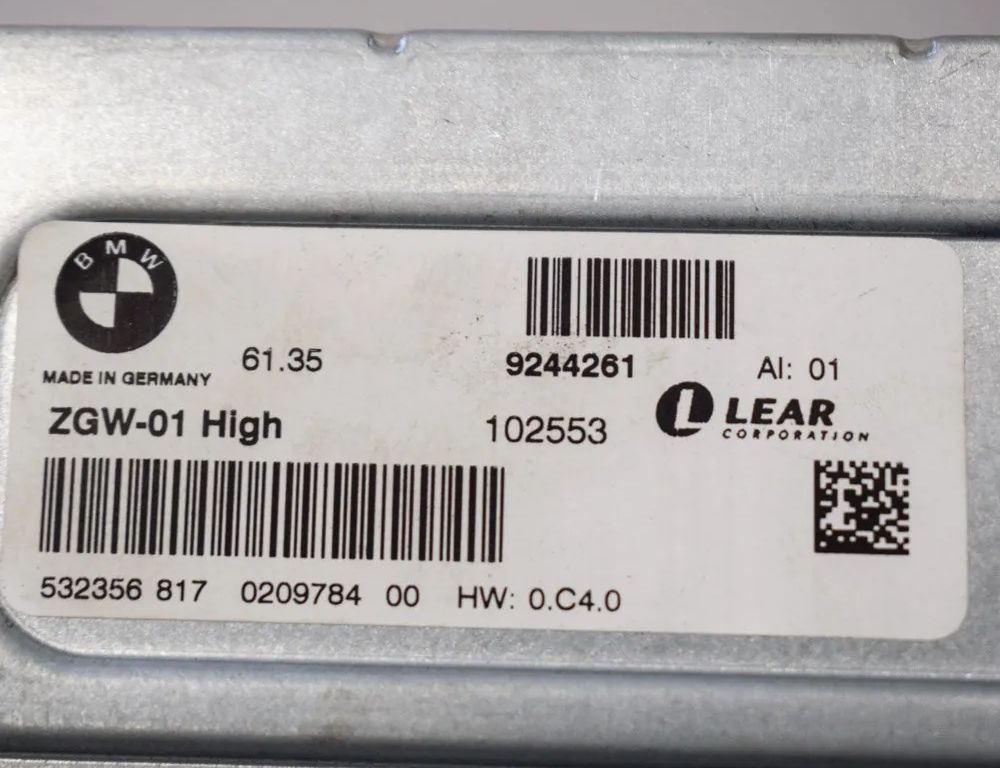 BMW
MADE IN GERMANY
61.35
9244261
AI: 01
ZGW-01 High
102553
LEAR
CORPORATION
532356 817 0209784 00 HW: 0.C4.0